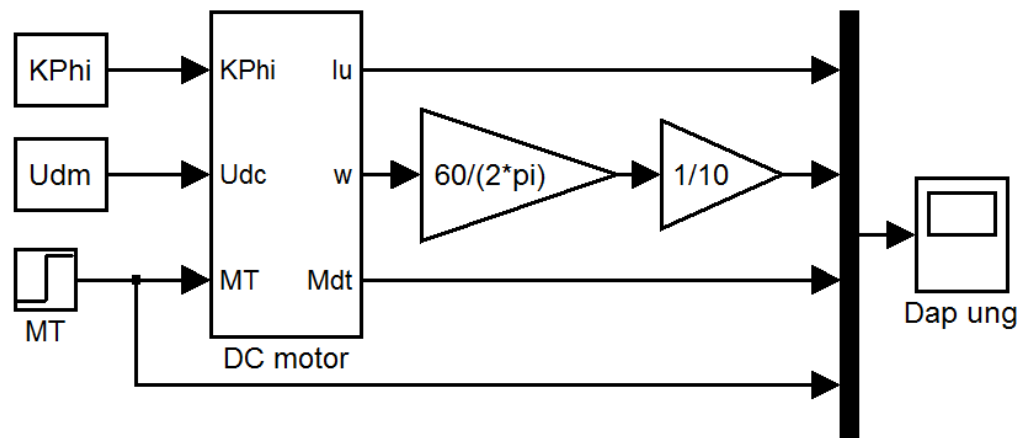 KPhi
KPhi
Iu
Udm
Udc
w
60/(2*pi)
1/10
MT
Mdt
MT
DC motor
Dap ung